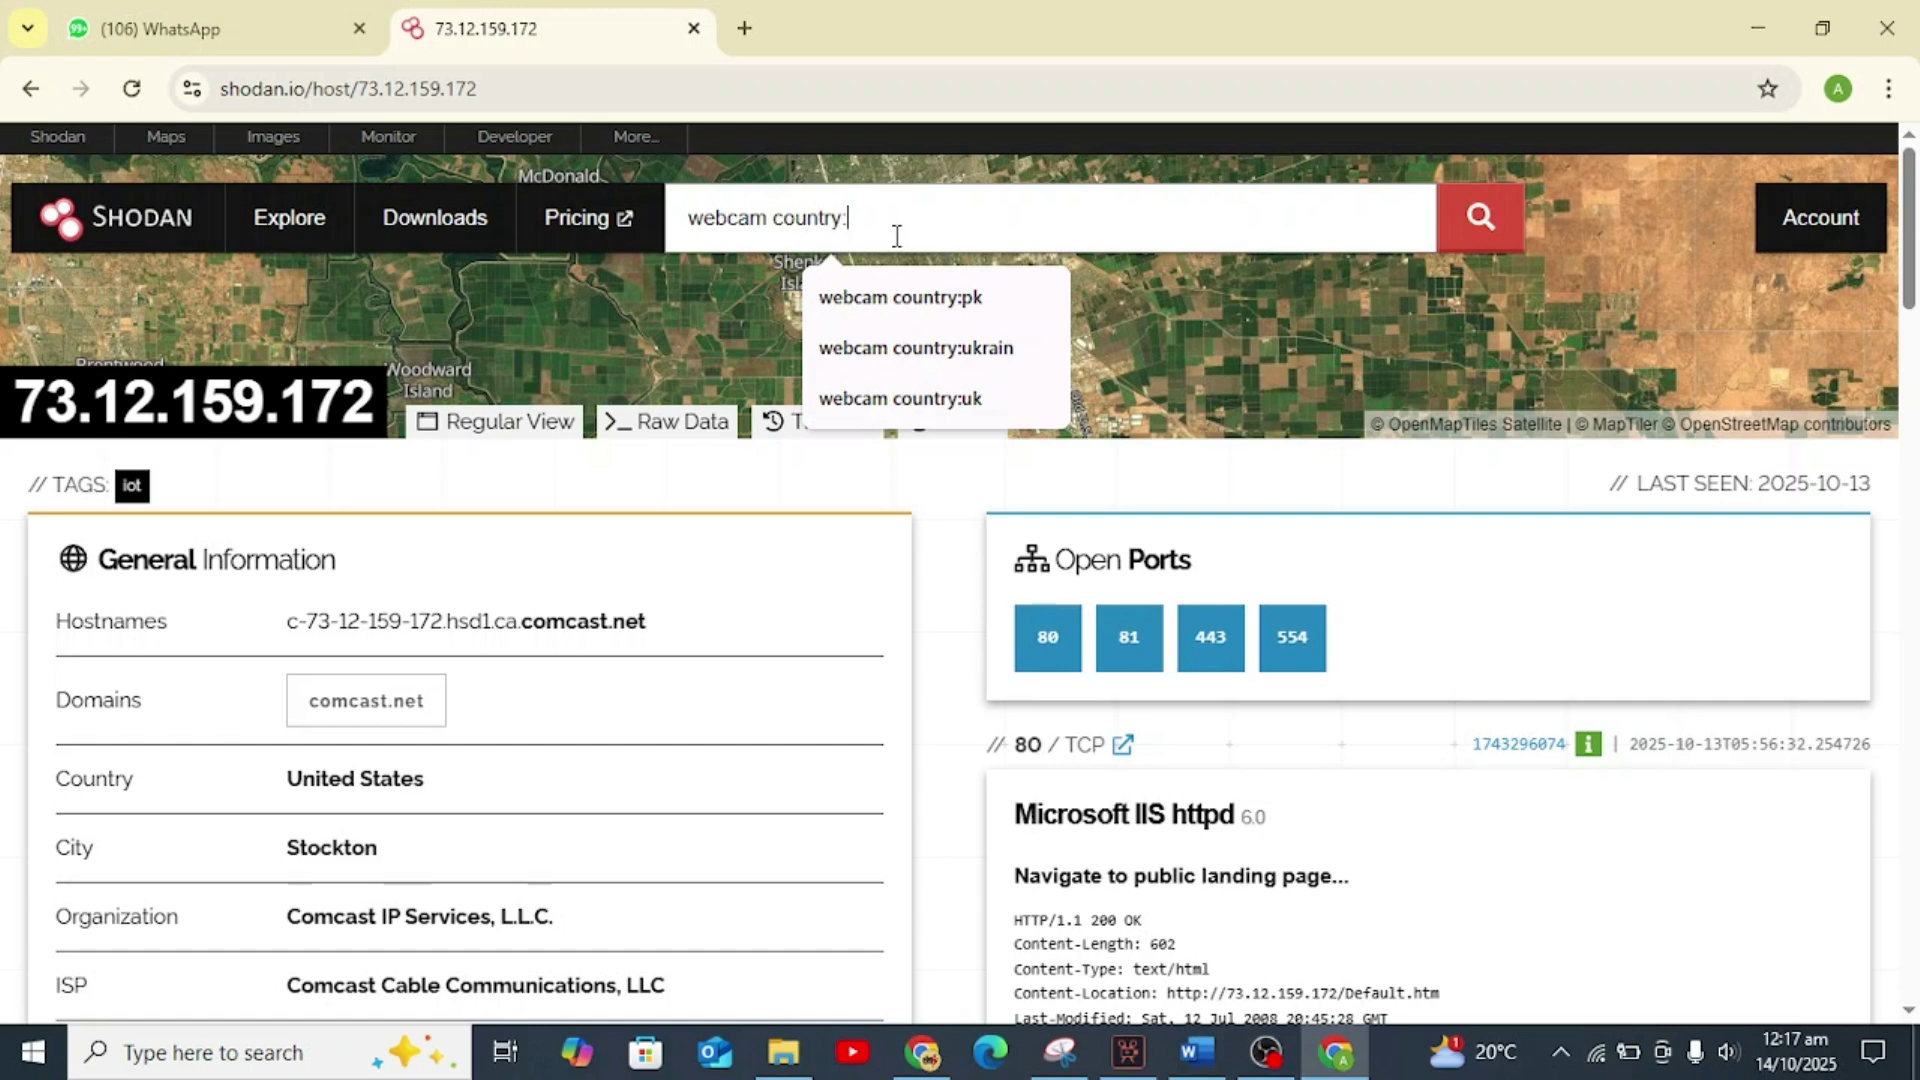 (106) WhatsApp
73.12.159.172
shodan.io/host/73.12.159.172
A
Shodan
Maps
Images
Monitor
Developer
More...
McDonald
SHODAN
Explore
Downloads
Pricing
webcam country:
Account
webcam country:pk
webcam country:ukrain
webcam country:uk
Brentwood
Woodward
Island
73.12.159.172
Regular View
>_ Raw Data
© OpenMapTiles Satellite | © MapTiler © OpenStreetMap contributors
// TAGS: iot
// LAST SEEN: 2025-10-13
General Information
Hostnames c-73-12-159-172.hsd1.ca.comcast.net
Domains comcast.net
Country United States
City Stockton
Organization Comcast IP Services, L.L.C.
ISP Comcast Cable Communications, LLC
Open Ports
80 81 443 554
// 80 / TCP
1743296074 | 2025-10-13T05:56:32.254726
Microsoft IIS httpd 6.0
Navigate to public landing page...
HTTP/1.1 200 OK
Content-Length: 602
Content-Type: text/html
Content-Location: http://73.12.159.172/Default.htm
Last-Modified: Sat, 12 Jul 2008 20:45:28 GMT
Type here to search
20°C
12:17 am
14/10/2025